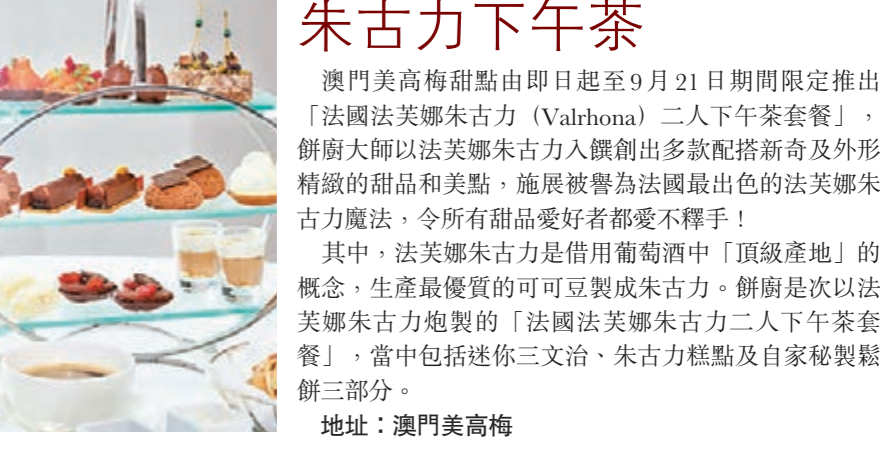 朱古力下午茶
澳門美高梅甜點由即日起至9月21日期間限定推出
「法國法芙娜朱古力（Valrhona）二人下午茶套餐」，
餅廚大師以法芙娜朱古力入饌創出多款配搭新奇及外形
精緻的甜品和美點，施展被譽為法國最出色的法芙娜朱
古力魔法，令所有甜品愛好者都愛不釋手！
其中，法芙娜朱古力是借用葡萄酒中「頂級產地」的
概念，生產最優質的可可豆製成朱古力。餅廚是次以法
芙娜朱古力炮製的「法國法芙娜朱古力二人下午茶套
餐」，當中包括迷你三文治、朱古力糕點及自家秘製鬆
餅三部分。
地址：澳門美高梅